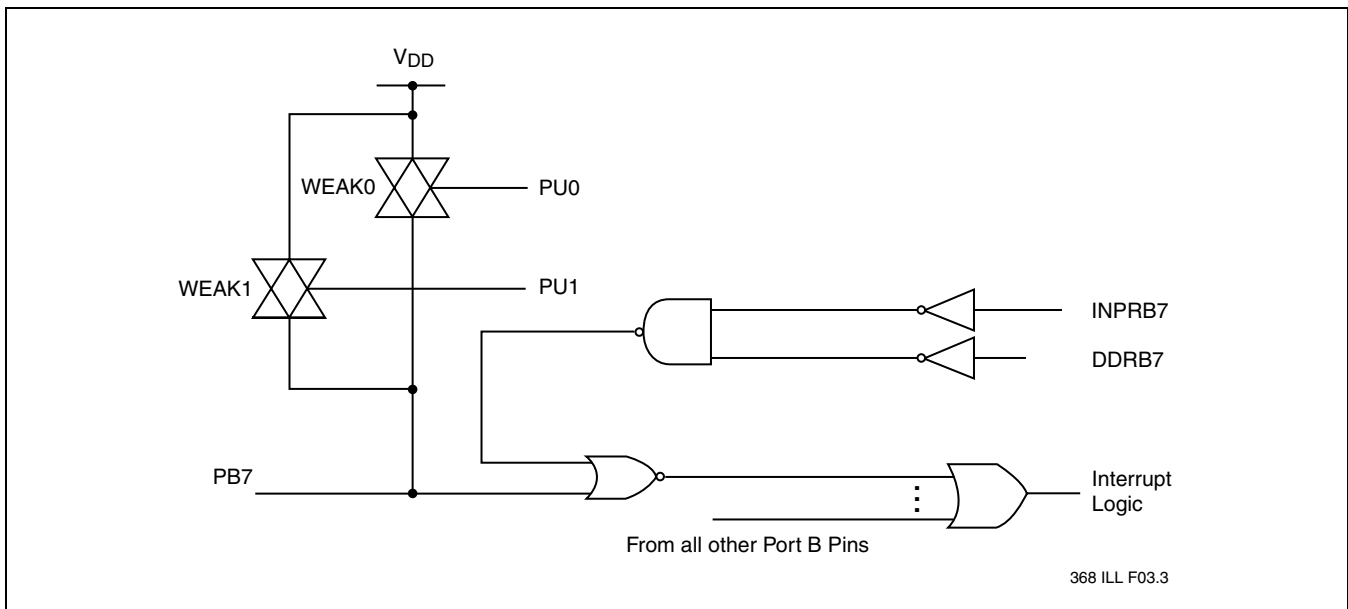 VDD
WEAK0
PU0
WEAK1
PU1
INPRB7
DDRB7
PB7
Interrupt
Logic
From all other Port B Pins
368 ILL F03.3